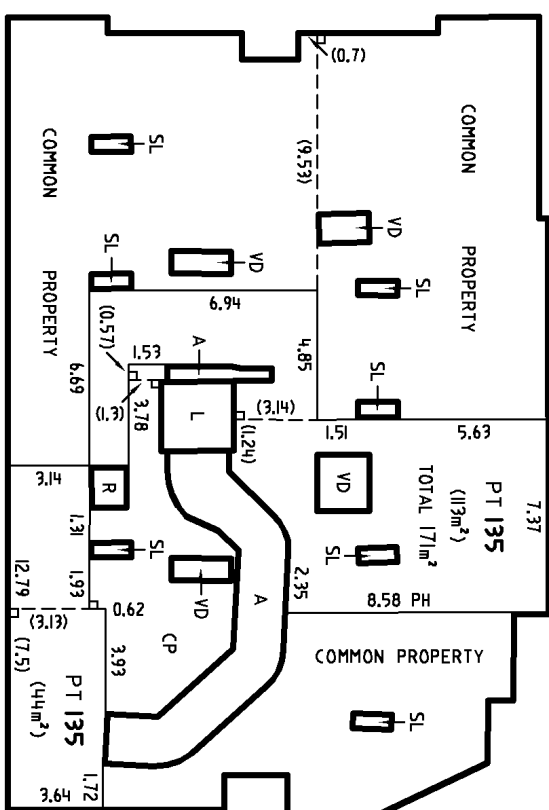 (0.7)
COMMON
PROPERTY
SL
COMMON
PROPERTY
(9.53)
VD
SL
VD
SL
6.94
(0.57)
1.53
A
4.85
6.69
(1.3)
3.78
L
(3.14)
(1.24)
SL
1.51
5.63
7.37
3.14
R
1.31
SL
VD
SL
TOTAL 171m²
(113m²)
PT 135
12.79
1.93
VD
2.35
A
8.58 PH
(3.13)
0.62
CP
(7.5)
3.93
COMMON PROPERTY
PT 135
(44m²)
SL
1.72
3.64